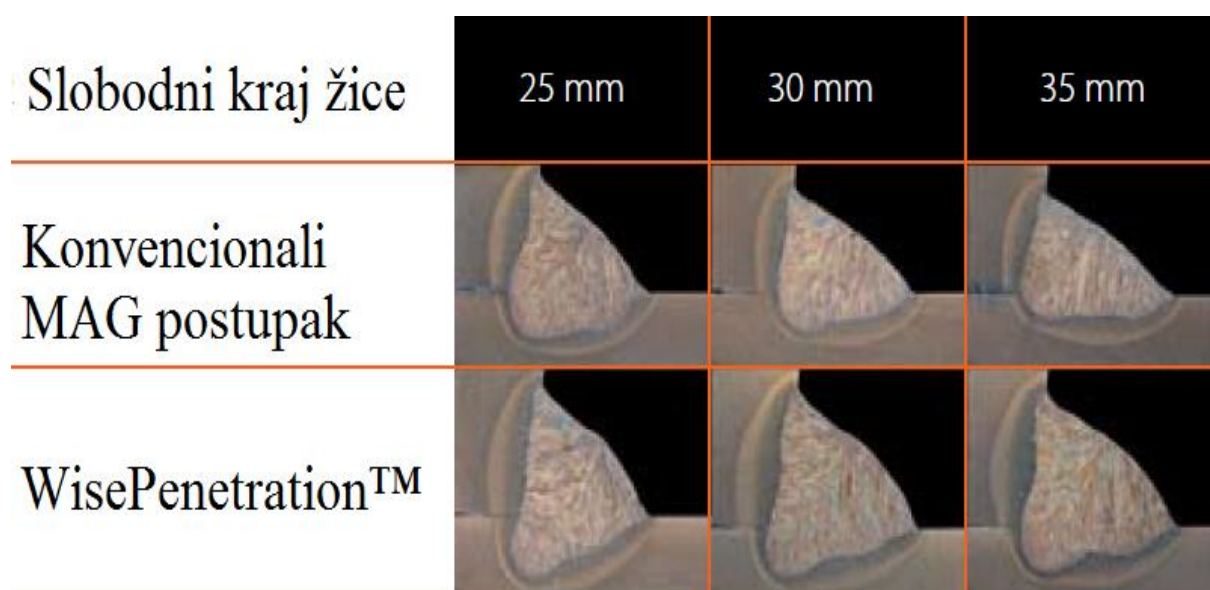 Slobodni kraj žice 25 mm 30 mm 35 mm
Konvencionali
MAG postupak
WisePenetration™